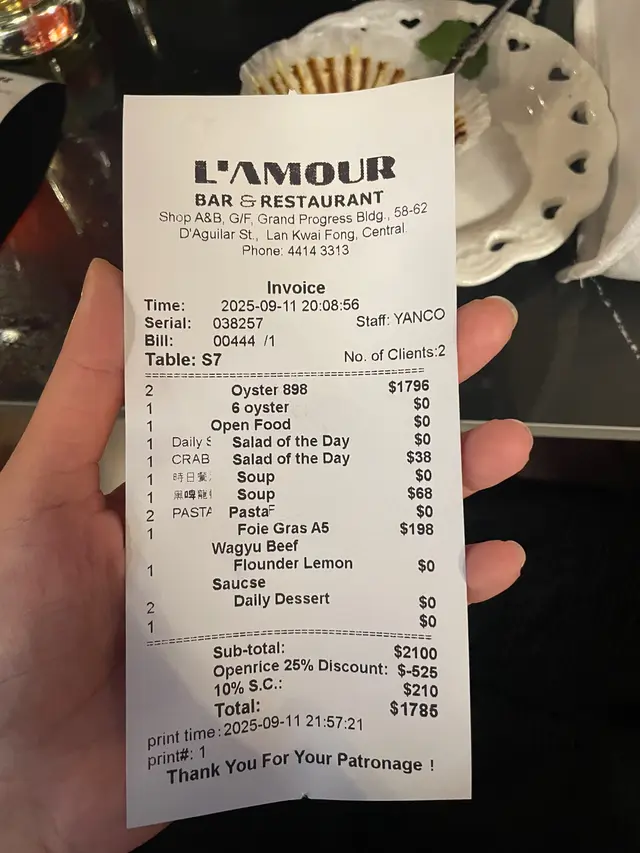 L'AMOUR
BAR & RESTAURANT
Shop A&B, G/F, Grand Progress Bldg., 58-62
D'Aguilar St., Lan Kwai Fong, Central.
Phone: 4414 3313
Invoice
Time: 2025-09-11 20:08:56
Serial: 038257 Staff: YANCO
Bill: 00444 /1
Table: S7 No. of Clients:2
==========================================
2 Oyster 898 $1796
1 6 oyster $0
1 Open Food $0
1 Daily S Salad of the Day $0
1 CRAB Salad of the Day $38
1 時日餐 Soup $0
1 Soup $68
2 PASTA Pasta $0
1 Foie Gras A5 $198
Wagyu Beef
1 Flounder Lemon $0
Saucse
2 Daily Dessert $0
1 $0
==========================================
Sub-total: $2100
Openrice 25% Discount: $-525
10% S.C.: $210
Total: $1785
print time:2025-09-11 21:57:21
print#: 1
Thank You For Your Patronage !